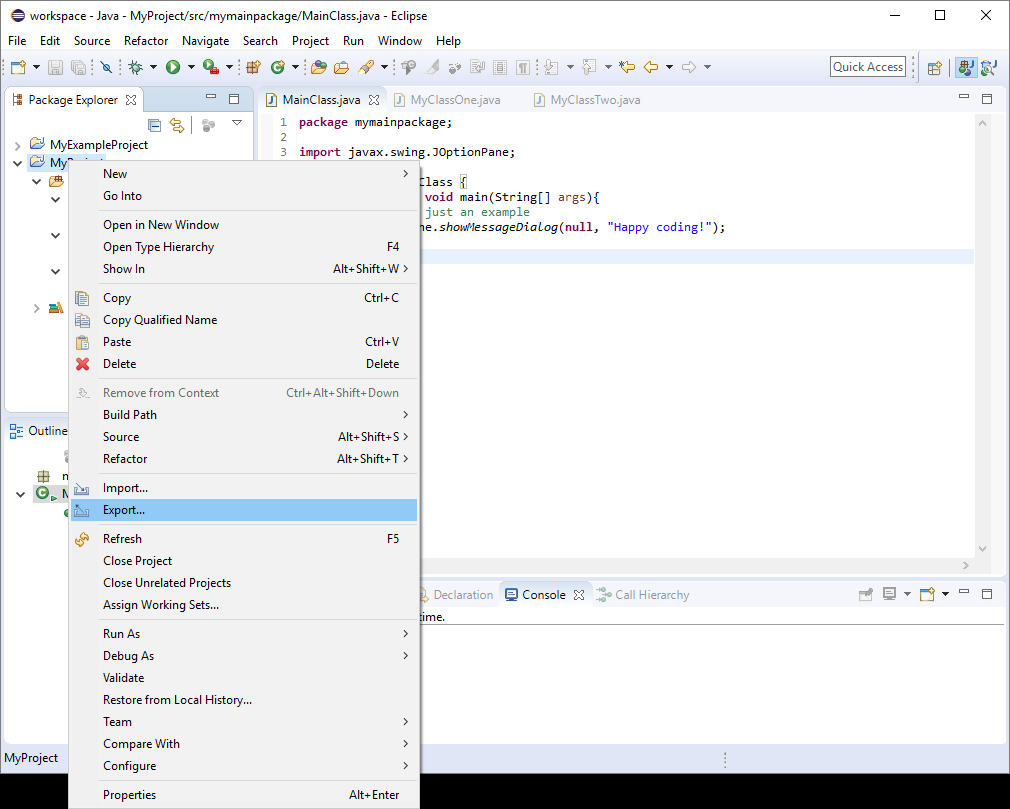 workspace - Java - MyProject/src/mymainpackage/MainClass.java - Eclipse
File Edit Source Refactor Navigate Search Project Run Window Help
Quick Access
Package Explorer
MainClass.java MyClassOne.java MyClassTwo.java
1 package mymainpackage;
2
3 import javax.swing.JOptionPane;
Class {
void main(String[] args){
just an example
ne.showMessageDialog(null, "Happy coding!");
MyExampleProject
New
Go Into
Open in New Window
Open Type Hierarchy F4
Show In Alt+Shift+W
Copy Ctrl+C
Copy Qualified Name
Paste Ctrl+V
Delete Delete
Remove from Context Ctrl+Alt+Shift+Down
Build Path
Source Alt+Shift+S
Refactor Alt+Shift+T
Import...
Export...
Refresh F5
Close Project
Close Unrelated Projects
Assign Working Sets...
Run As
Debug As
Validate
Restore from Local History...
Team
Compare With
Configure
Properties Alt+Enter
Outline
Declaration Console Call Hierarchy
time.
MyProject